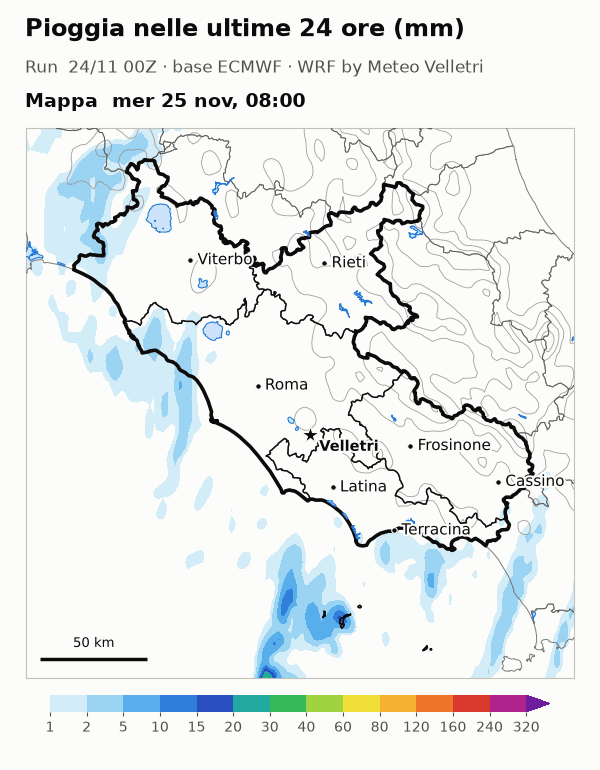 Pioggia nelle ultime 24 ore (mm)
Run  24/11 00Z · base ECMWF · WRF by Meteo Velletri
Mappa  mer 25 nov, 08:00
Viterbo
Rieti
Roma
Velletri
Frosinone
Latina
Cassino
Terracina
50 km
1 2 5 10 15 20 30 40 60 80 120 160 240 320